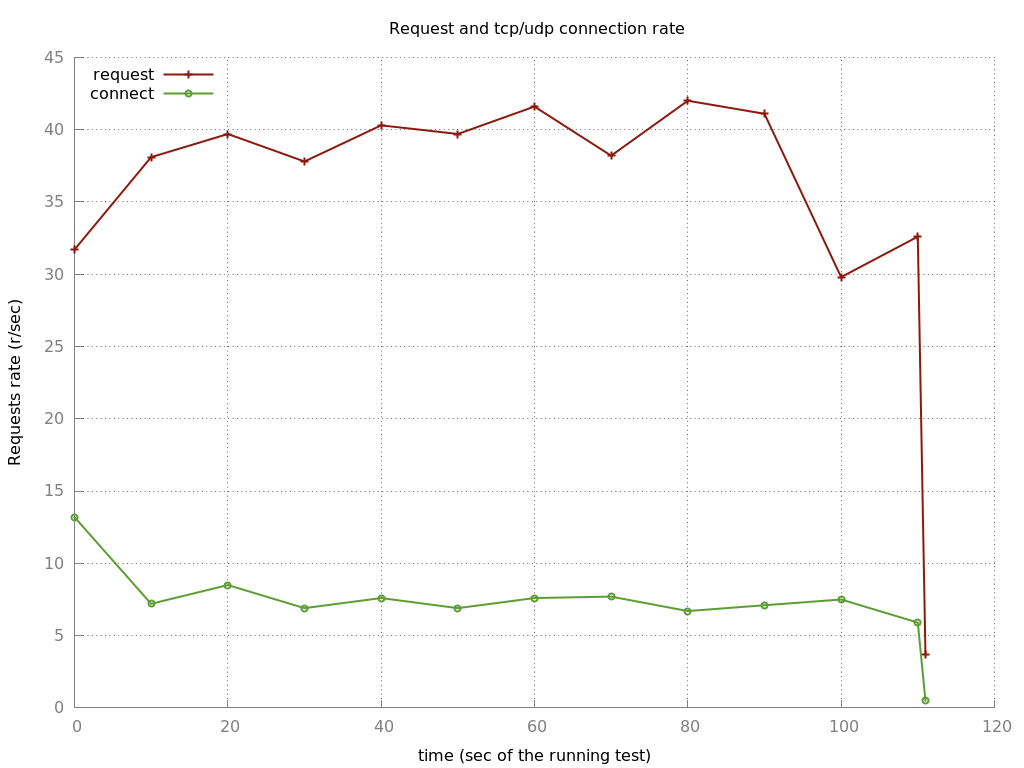 Request and tcp/udp connection rate
45
40
35
30
25
20
15
10
5
0
request
connect
Requests rate (r/sec)
0 20 40 60 80 100 120
time (sec of the running test)